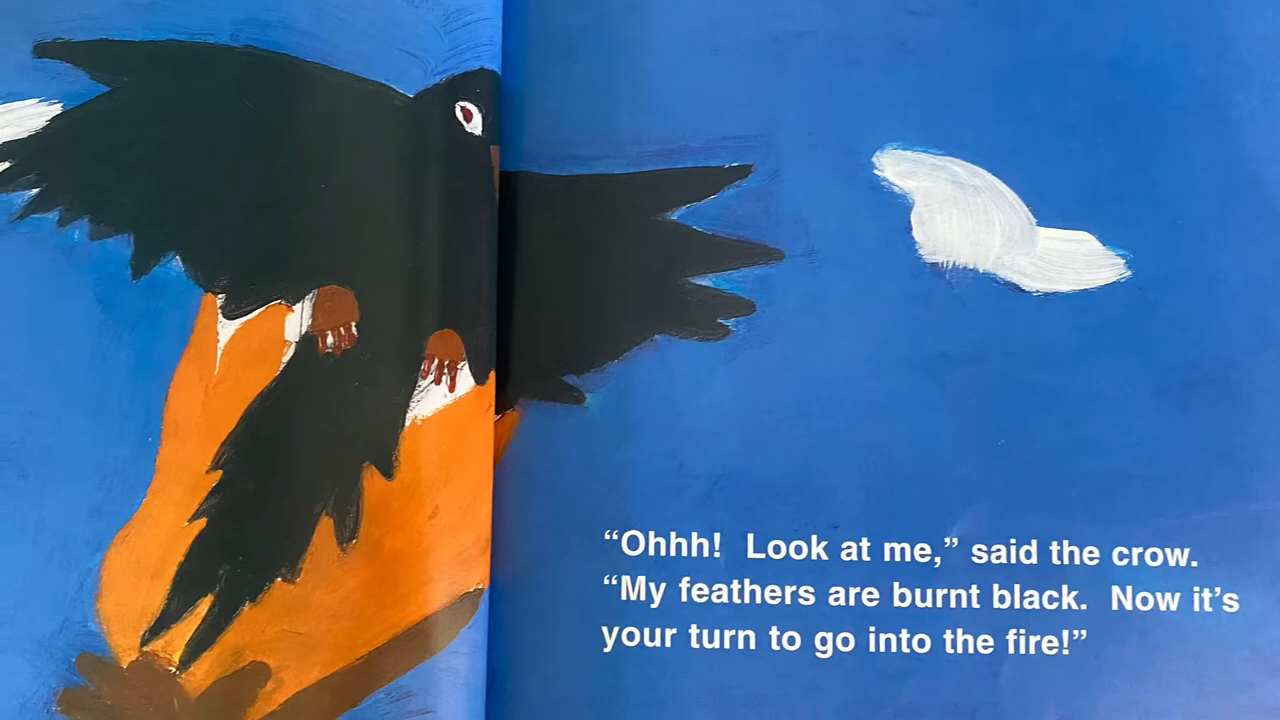 “Ohhh!  Look at me,” said the crow.
“My feathers are burnt black.  Now it’s
your turn to go into the fire!”